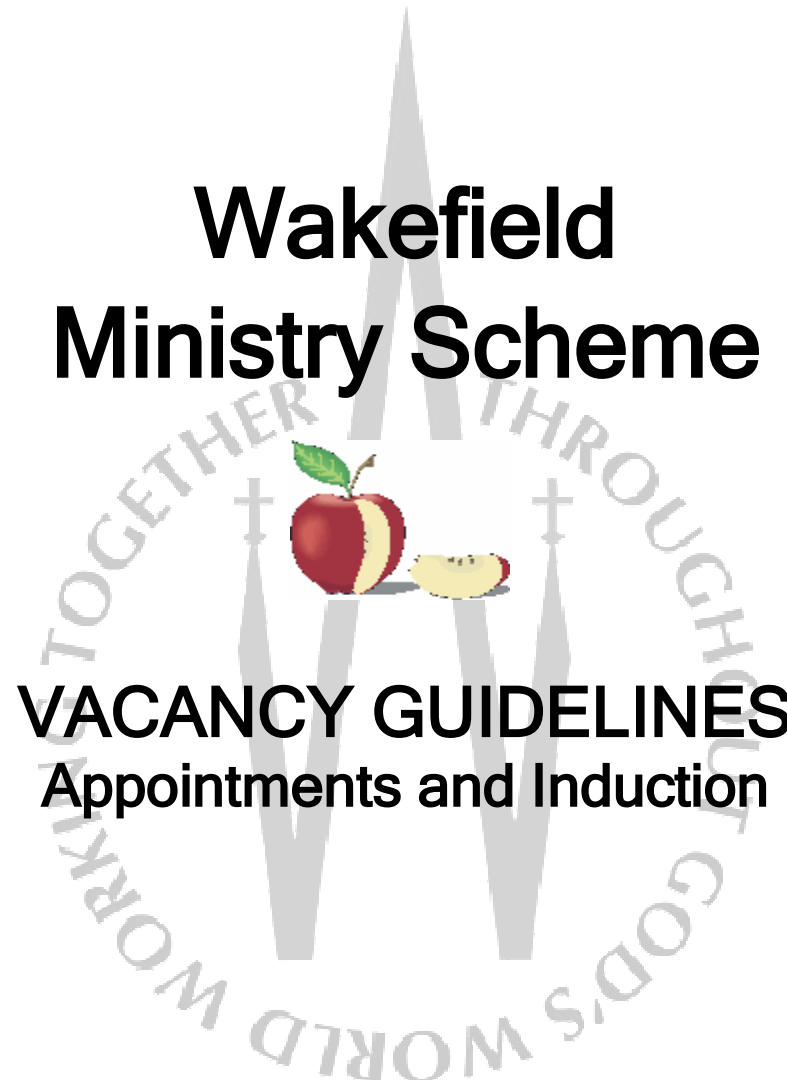 Wakefield
Ministry Scheme
VACANCY GUIDELINES
Appointments and Induction
WORKING TOGETHER THROUGHOUT GOD'S WORLD